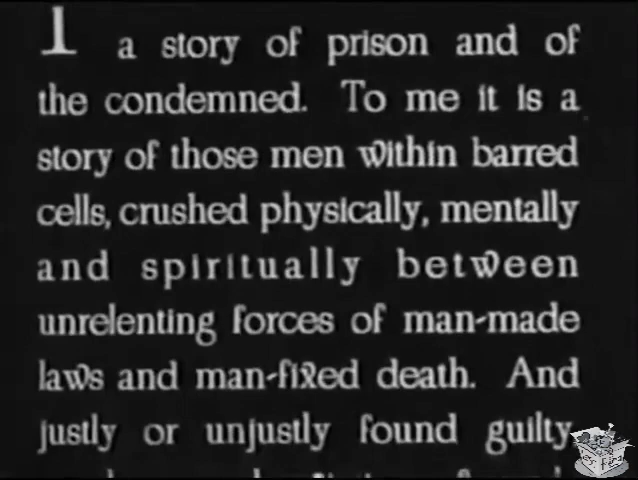 a story of prison and of
the condemned. To me it is a
story of those men within barred
cells, crushed physically, mentally
and spiritually between
unrelenting forces of man-made
laws and man-fixed death. And
justly or unjustly found guilty